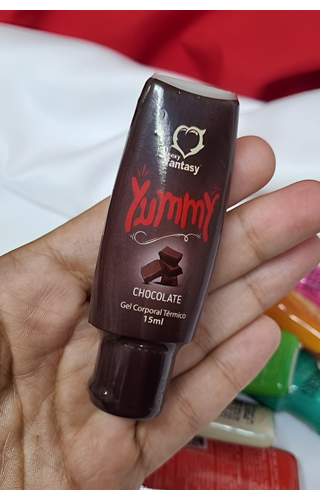 Sexy
Fantasy
Yummy
CHOCOLATE
Gel Corporal Térmico
15ml